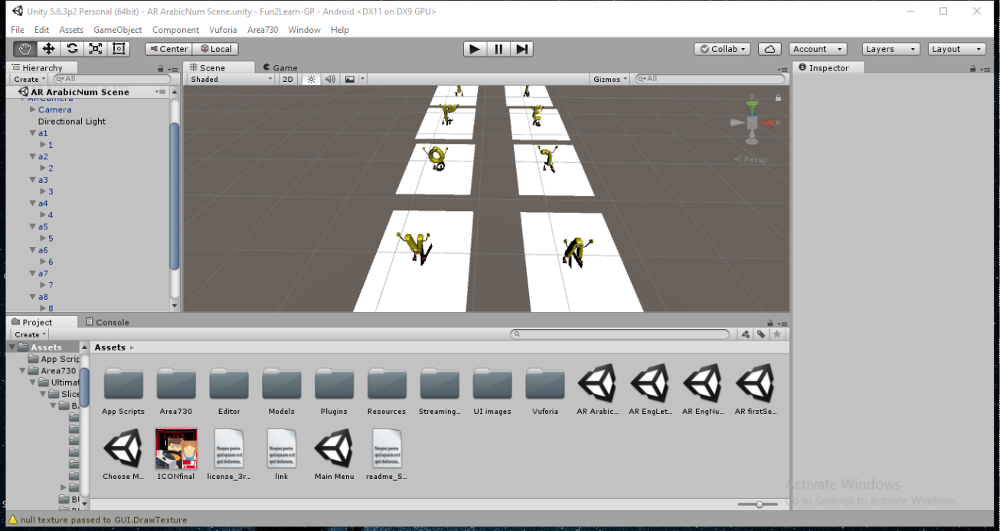 Unity 5.6.3p2 Personal (64bit) - AR ArabicNum Scene.unity - Fun2Learn-GP - Android <DX11 on DX9 GPU>
File Edit Assets GameObject Component Vuforia Area730 Window Help
Center Local Collab Account Layers Layout
Hierarchy
Create All
AR ArabicNum Scene
ARCamera
Camera
Directional Light
a1
1
a2
2
a3
3
a4
4
a5
5
a6
6
a7
7
a8
8
Scene Game
Shaded 2D Gizmos All
y
x
Persp
Inspector
Project Console
Create
Assets
App Scrip
Area730
Ultimat
Slice
B
BU
Assets
App Scripts Area730 Editor Models Plugins Resources Streaming... UI images Vuforia AR Arabic... AR EngLet... AR EngNu... AR firstSe...
Choose M... ICONfinal license_3r... link Main Menu readme_S...
Activate Windows
Go to Settings to activate Windows.
null texture passed to GUI.DrawTexture